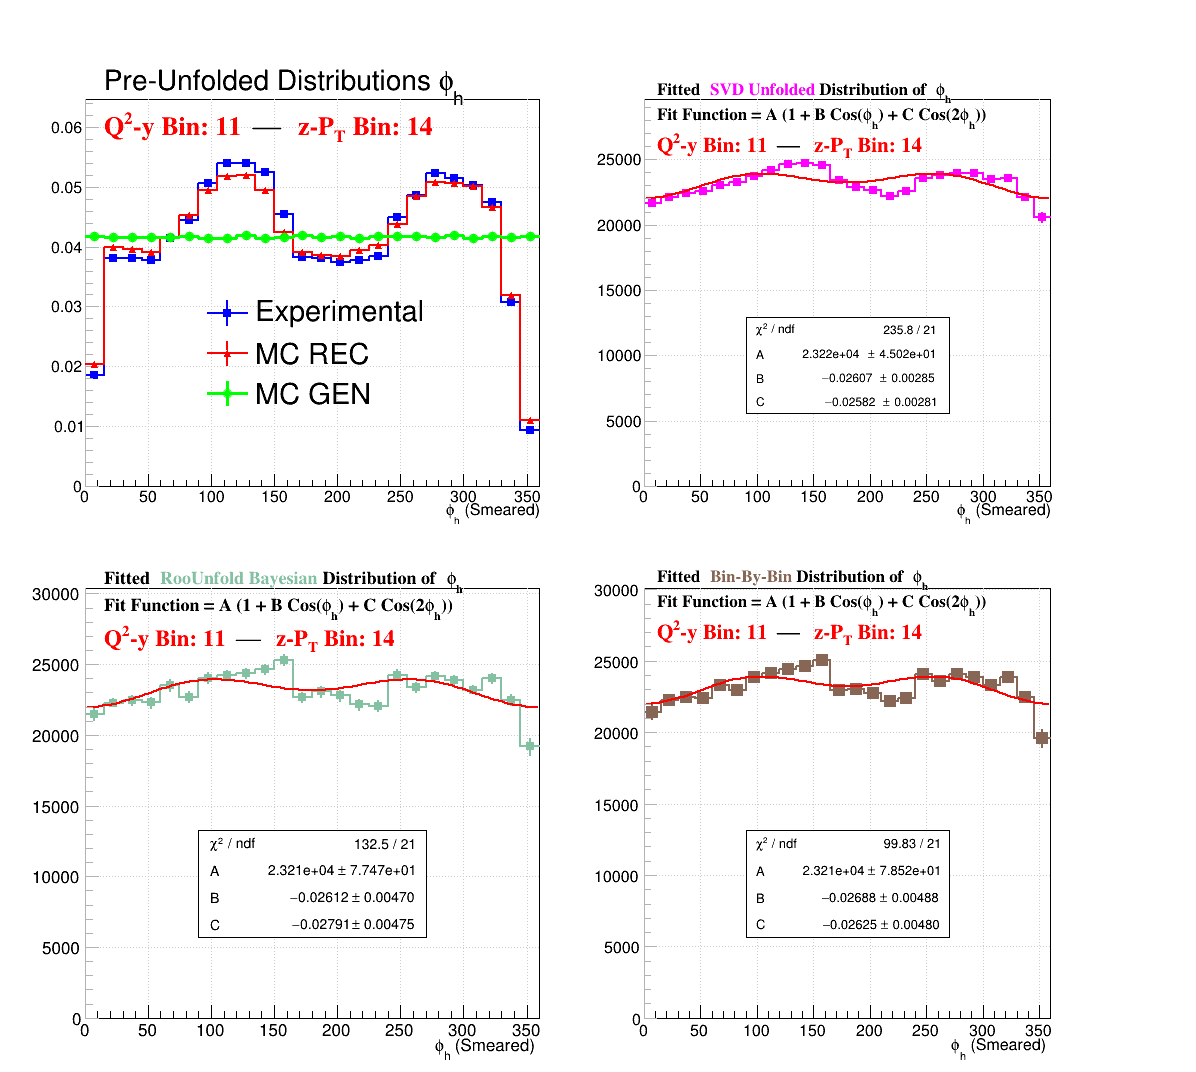 Pre-Unfolded Distributions ϕh
Q²-y Bin: 11 — z-PT Bin: 14
0.06
0.05
0.04
0.03
0.02
0.01
0
Experimental
MC REC
MC GEN
0 50 100 150 200 250 300 350
ϕh (Smeared)
Fitted SVD Unfolded Distribution of ϕh
Fit Function = A (1 + B Cos(ϕh) + C Cos(2ϕh))
Q²-y Bin: 11 — z-PT Bin: 14
25000
20000
15000
10000
5000
0
χ² / ndf 235.8 / 21
A 2.322e+04 ± 4.502e+01
B −0.02607 ± 0.00285
C −0.02582 ± 0.00281
0 50 100 150 200 250 300 350
ϕh (Smeared)
Fitted RooUnfold Bayesian Distribution of ϕh
Fit Function = A (1 + B Cos(ϕh) + C Cos(2ϕh))
Q²-y Bin: 11 — z-PT Bin: 14
30000
25000
20000
15000
10000
5000
0
χ² / ndf 132.5 / 21
A 2.321e+04 ± 7.747e+01
B −0.02612 ± 0.00470
C −0.02791 ± 0.00475
0 50 100 150 200 250 300 350
ϕh (Smeared)
Fitted Bin-By-Bin Distribution of ϕh
Fit Function = A (1 + B Cos(ϕh) + C Cos(2ϕh))
Q²-y Bin: 11 — z-PT Bin: 14
30000
25000
20000
15000
10000
5000
0
χ² / ndf 99.83 / 21
A 2.321e+04 ± 7.852e+01
B −0.02688 ± 0.00488
C −0.02625 ± 0.00480
0 50 100 150 200 250 300 350
ϕh (Smeared)